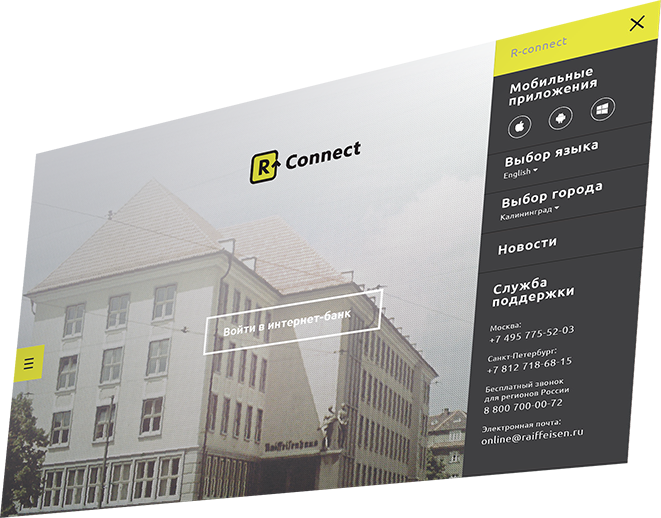 R-connect
Мобильные
приложения
R Connect
Выбор языка
English
Выбор города
Калининград
Новости
Служба
поддержки
Войти в интернет-банк
Москва:
+7 495 775-52-03
Санкт-Петербург:
+7 812 718-68-15
Бесплатный звонок
для регионов России
8 800 700-00-72
Электронная почта:
online@raiffeisen.ru
Raiffeisenhaus